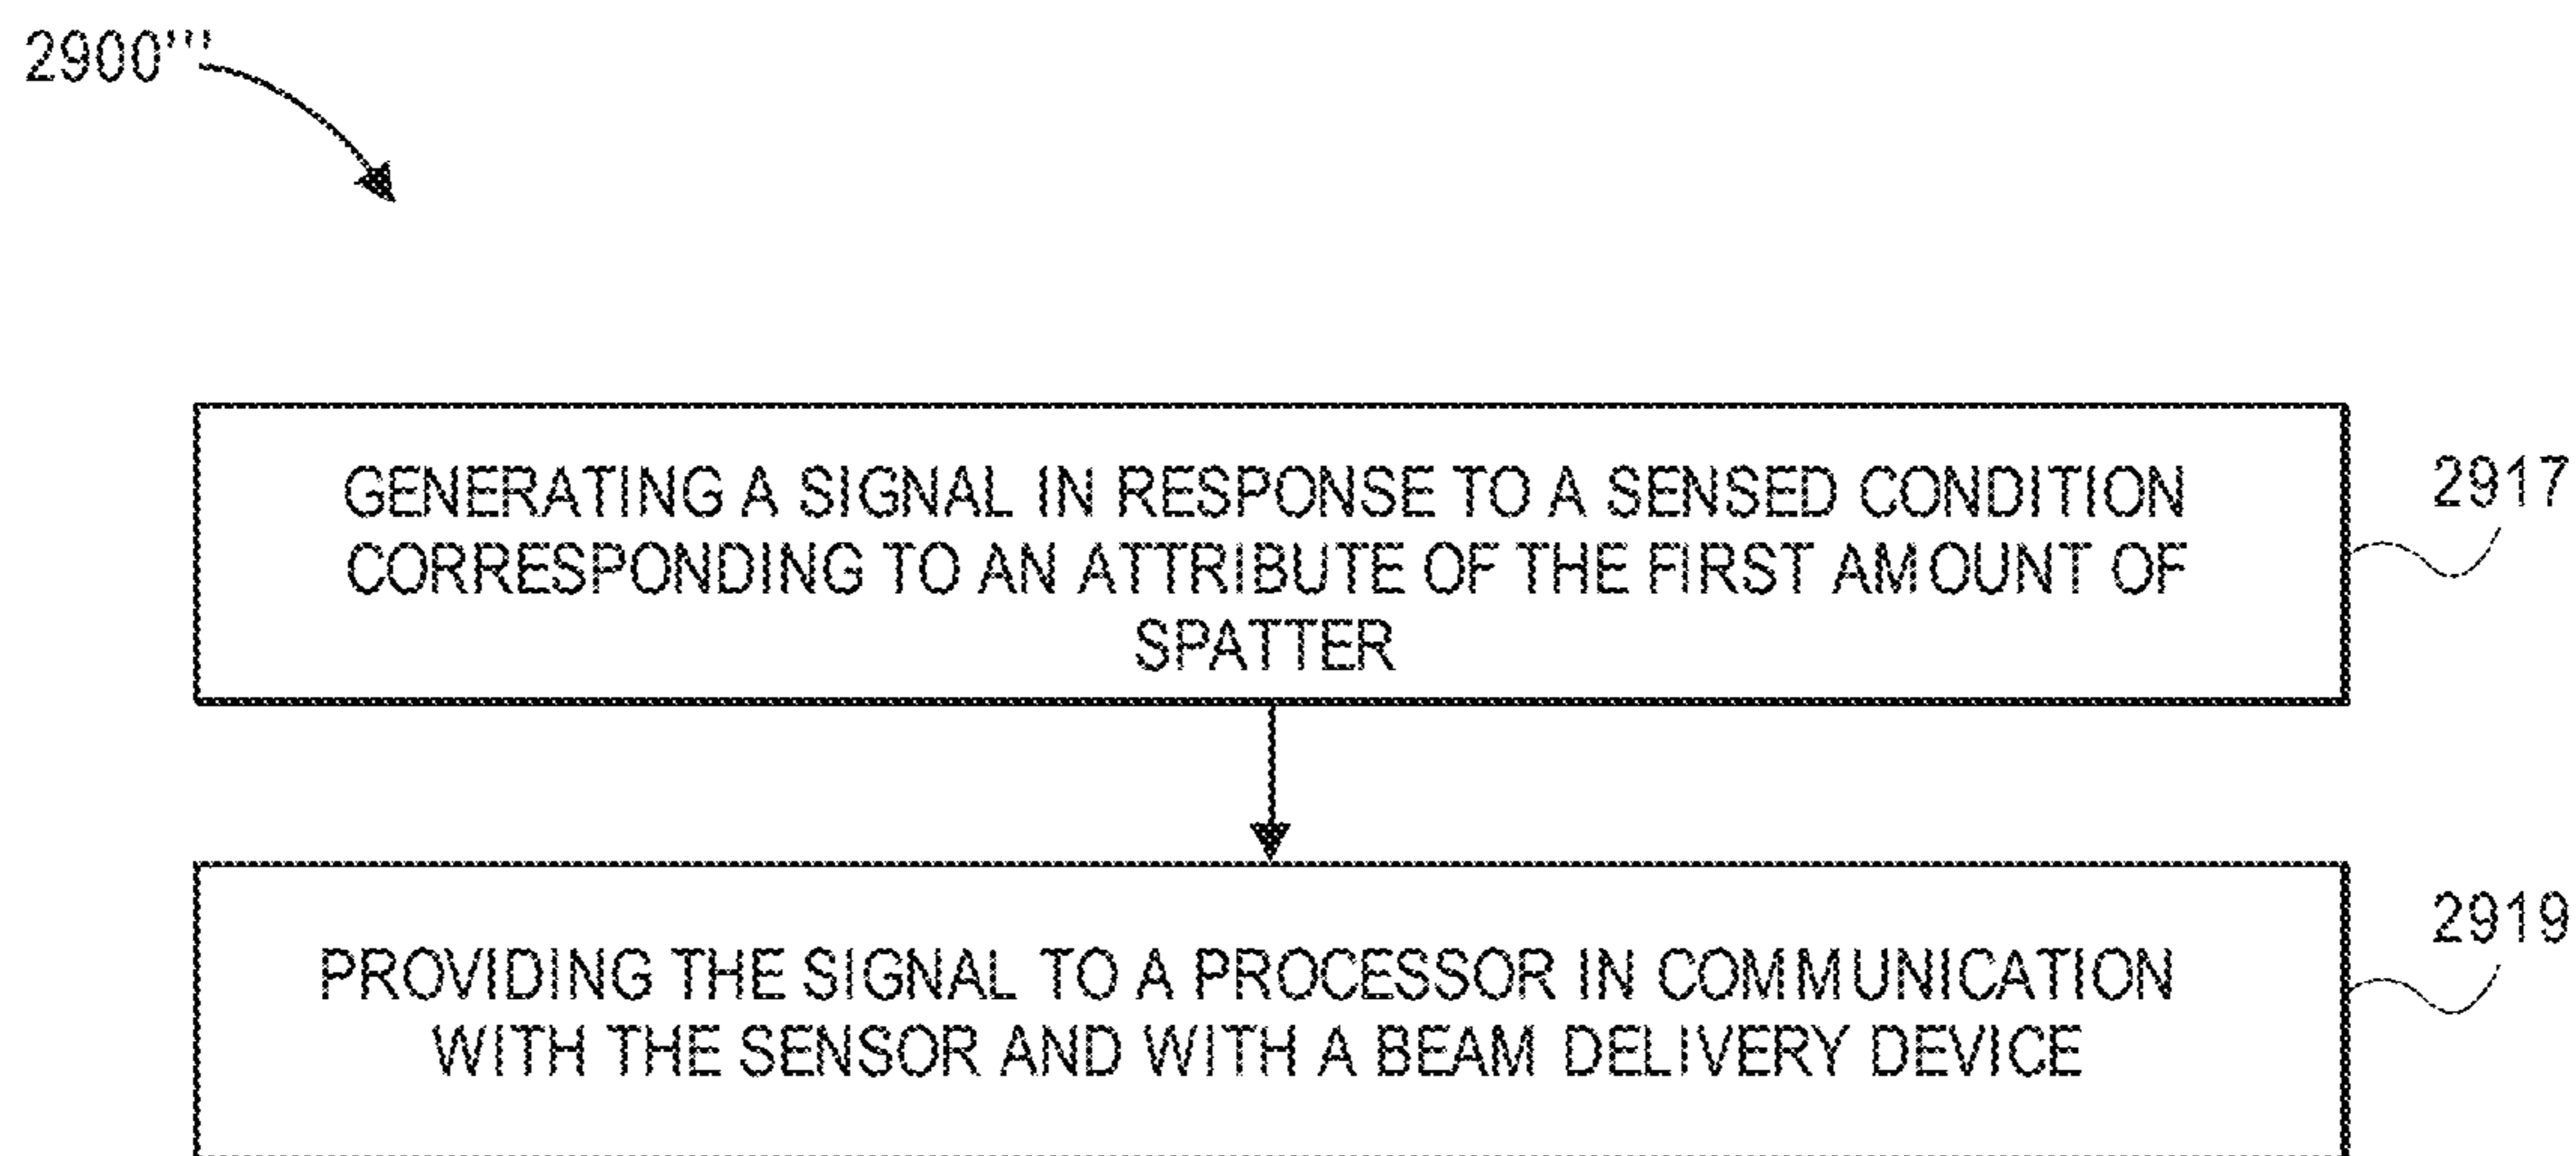 2900'''
GENERATING A SIGNAL IN RESPONSE TO A SENSED CONDITION
2917
CORRESPONDING TO AN ATTRIBUTE OF THE FIRST AMOUNT OF
SPATTER
2919
PROVIDING THE SIGNAL TO A PROCESSOR IN COMMUNICATION
WITH THE SENSOR AND WITH A BEAM DELIVERY DEVICE